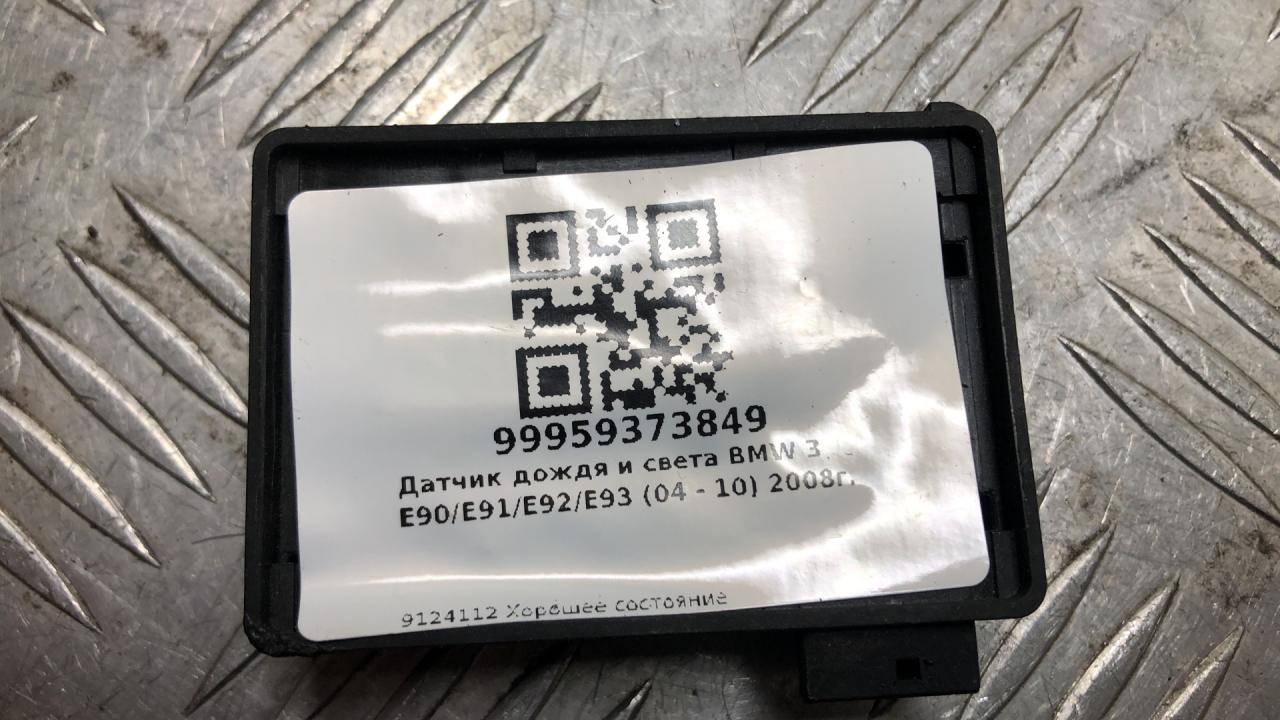 99959373849
Датчик дождя и света BMW 3
E90/E91/E92/E93 (04 - 10) 2008г.
9124112 Хорошее состояние